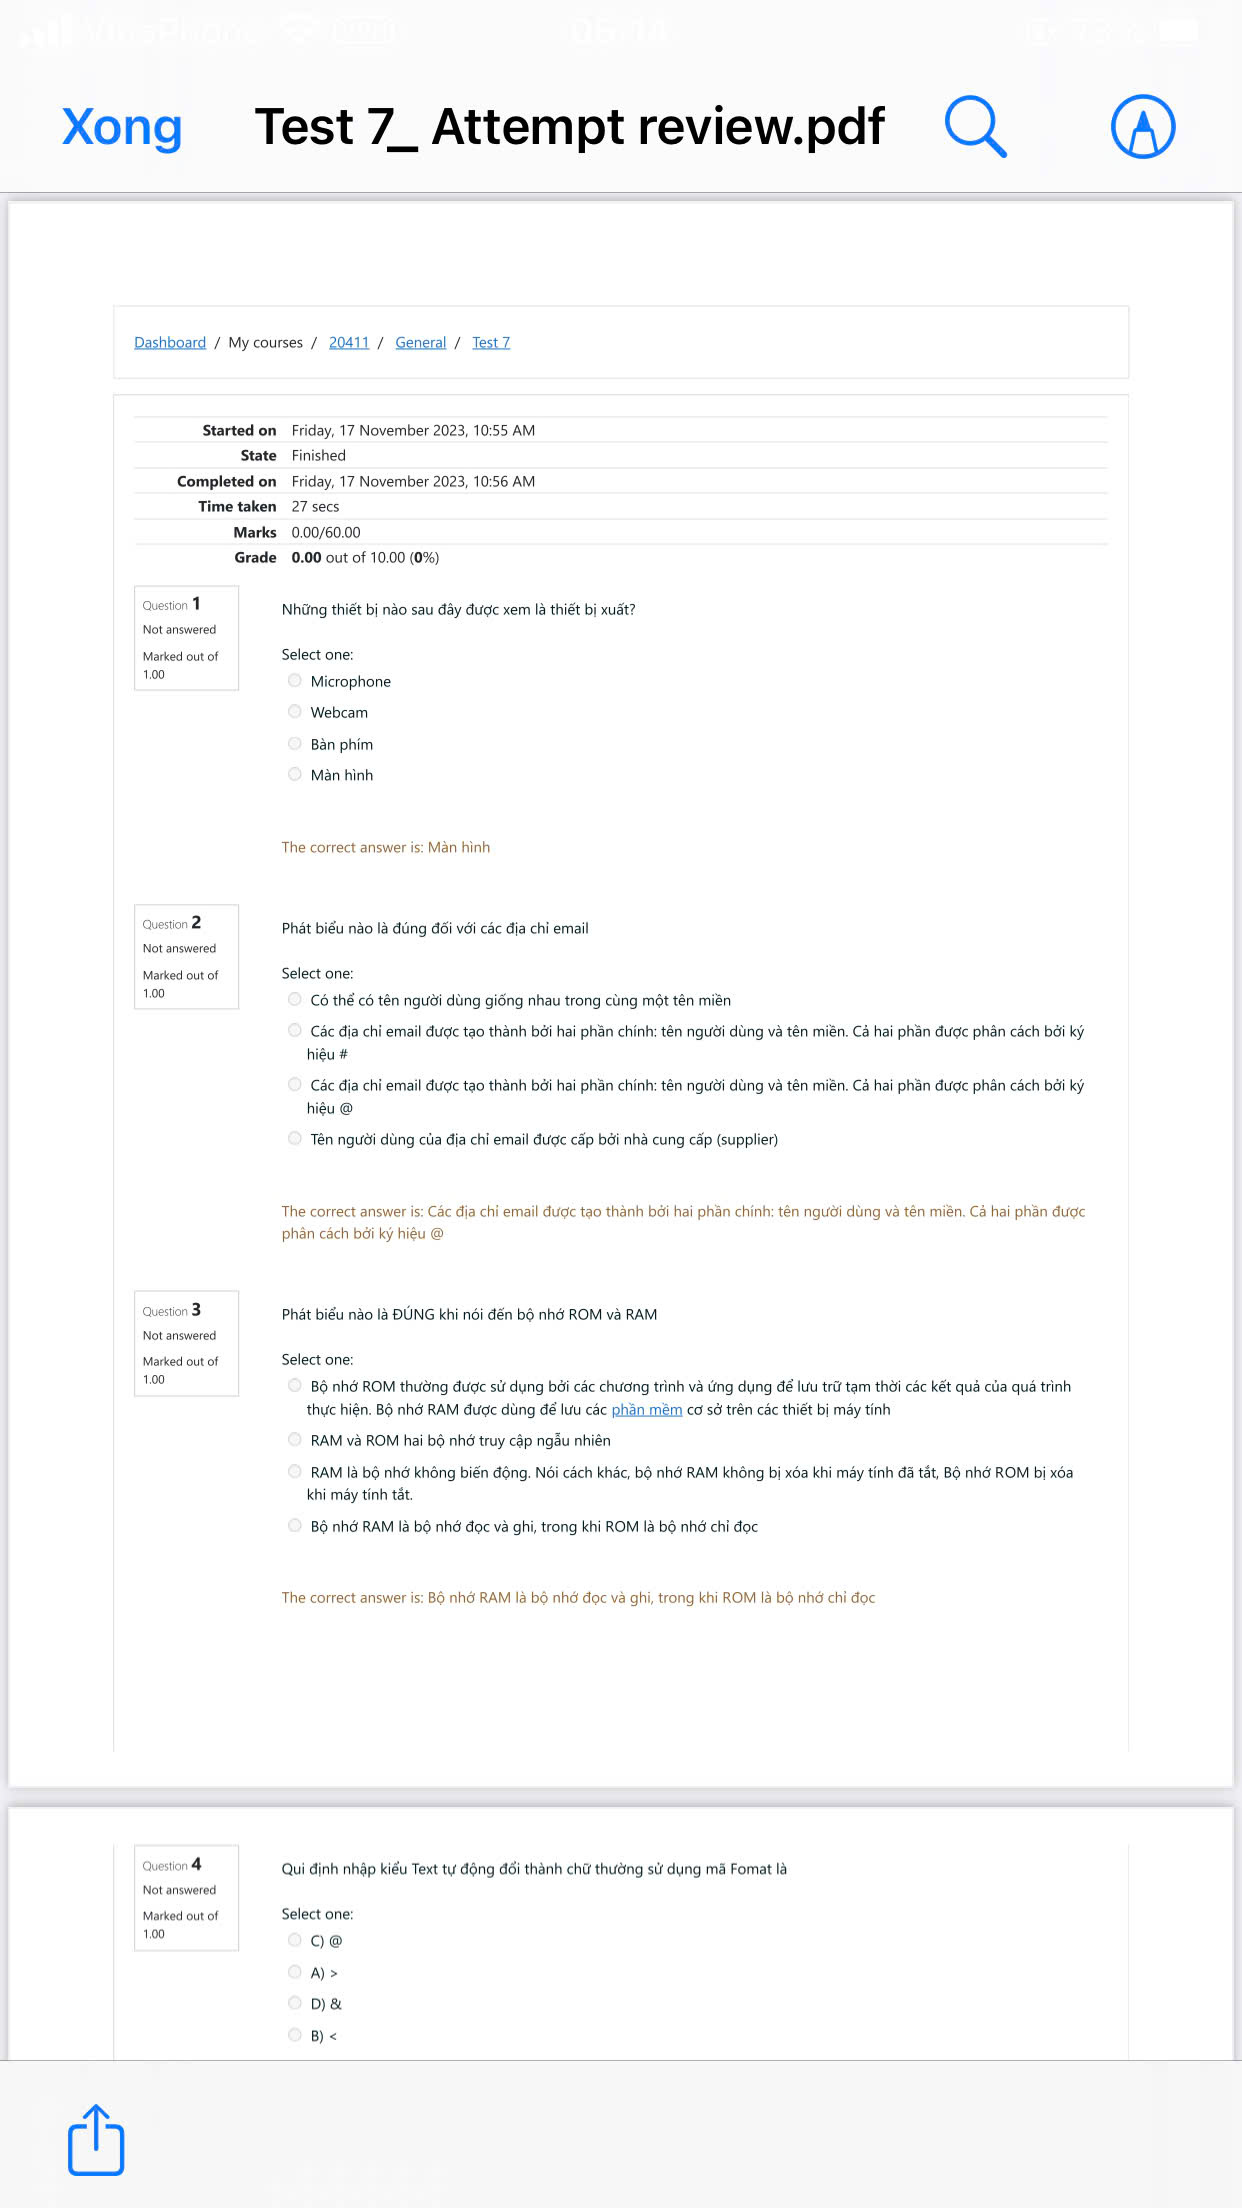 Xong
Test 7_ Attempt review.pdf
Dashboard / My courses / 20411 / General / Test 7
Started on Friday, 17 November 2023, 10:55 AM
State Finished
Completed on Friday, 17 November 2023, 10:56 AM
Time taken 27 secs
Marks 0.00/60.00
Grade 0.00 out of 10.00 (0%)
Question 1
Not answered
Marked out of
1.00
Những thiết bị nào sau đây được xem là thiết bị xuất?
Select one:
Microphone
Webcam
Bàn phím
Màn hình
The correct answer is: Màn hình
Question 2
Not answered
Marked out of
1.00
Phát biểu nào là đúng đối với các địa chỉ email
Select one:
Có thể có tên người dùng giống nhau trong cùng một tên miền
Các địa chỉ email được tạo thành bởi hai phần chính: tên người dùng và tên miền. Cả hai phần được phân cách bởi ký
hiệu #
Các địa chỉ email được tạo thành bởi hai phần chính: tên người dùng và tên miền. Cả hai phần được phân cách bởi ký
hiệu @
Tên người dùng của địa chỉ email được cấp bởi nhà cung cấp (supplier)
The correct answer is: Các địa chỉ email được tạo thành bởi hai phần chính: tên người dùng và tên miền. Cả hai phần được
phân cách bởi ký hiệu @
Question 3
Not answered
Marked out of
1.00
Phát biểu nào là ĐÚNG khi nói đến bộ nhớ ROM và RAM
Select one:
Bộ nhớ ROM thường được sử dụng bởi các chương trình và ứng dụng để lưu trữ tạm thời các kết quả của quá trình
thực hiện. Bộ nhớ RAM được dùng để lưu các phần mềm cơ sở trên các thiết bị máy tính
RAM và ROM hai bộ nhớ truy cập ngẫu nhiên
RAM là bộ nhớ không biến động. Nói cách khác, bộ nhớ RAM không bị xóa khi máy tính đã tắt, Bộ nhớ ROM bị xóa
khi máy tính tắt.
Bộ nhớ RAM là bộ nhớ đọc và ghi, trong khi ROM là bộ nhớ chỉ đọc
The correct answer is: Bộ nhớ RAM là bộ nhớ đọc và ghi, trong khi ROM là bộ nhớ chỉ đọc
Question 4
Not answered
Marked out of
1.00
Qui định nhập kiểu Text tự động đổi thành chữ thường sử dụng mã Fomat là
Select one:
C) @
A) >
D) &
B) <